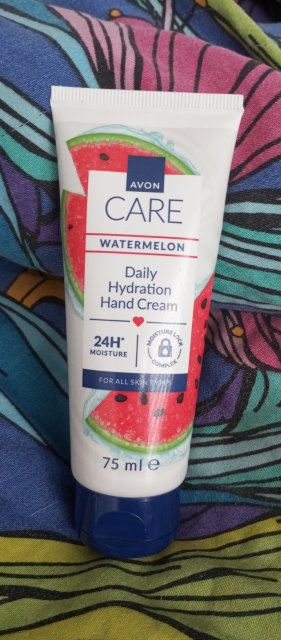 AVON
CARE
WATERMELON
Daily
Hydration
Hand Cream
24H*
MOISTURE
MOISTURE LOCK
COMPLEX
FOR ALL SKIN TYPES
75 ml ℮